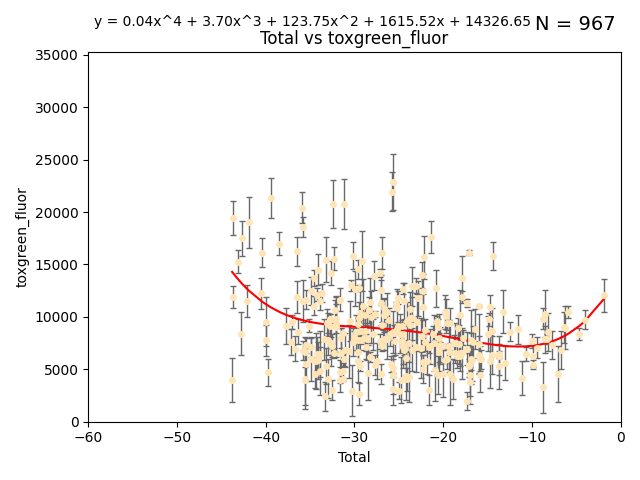 y = 0.04x^4 + 3.70x^3 + 123.75x^2 + 1615.52x + 14326.65 N = 967
Total vs toxgreen_fluor
35000
30000
25000
20000
15000
10000
5000
0
toxgreen_fluor
−60 −50 −40 −30 −20 −10 0
Total